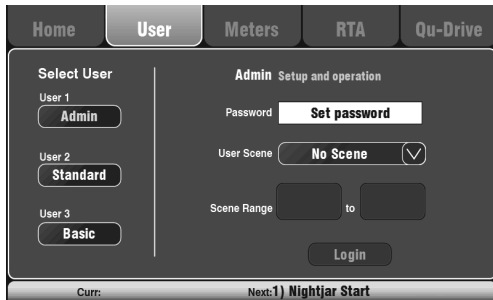 Home User Meters RTA Qu-Drive
Select User
User 1
Admin
User 2
Standard
User 3
Basic
Admin Setup and operation
Password Set password
User Scene No Scene
Scene Range to
Login
Curr: Next:1) Nightjar Start